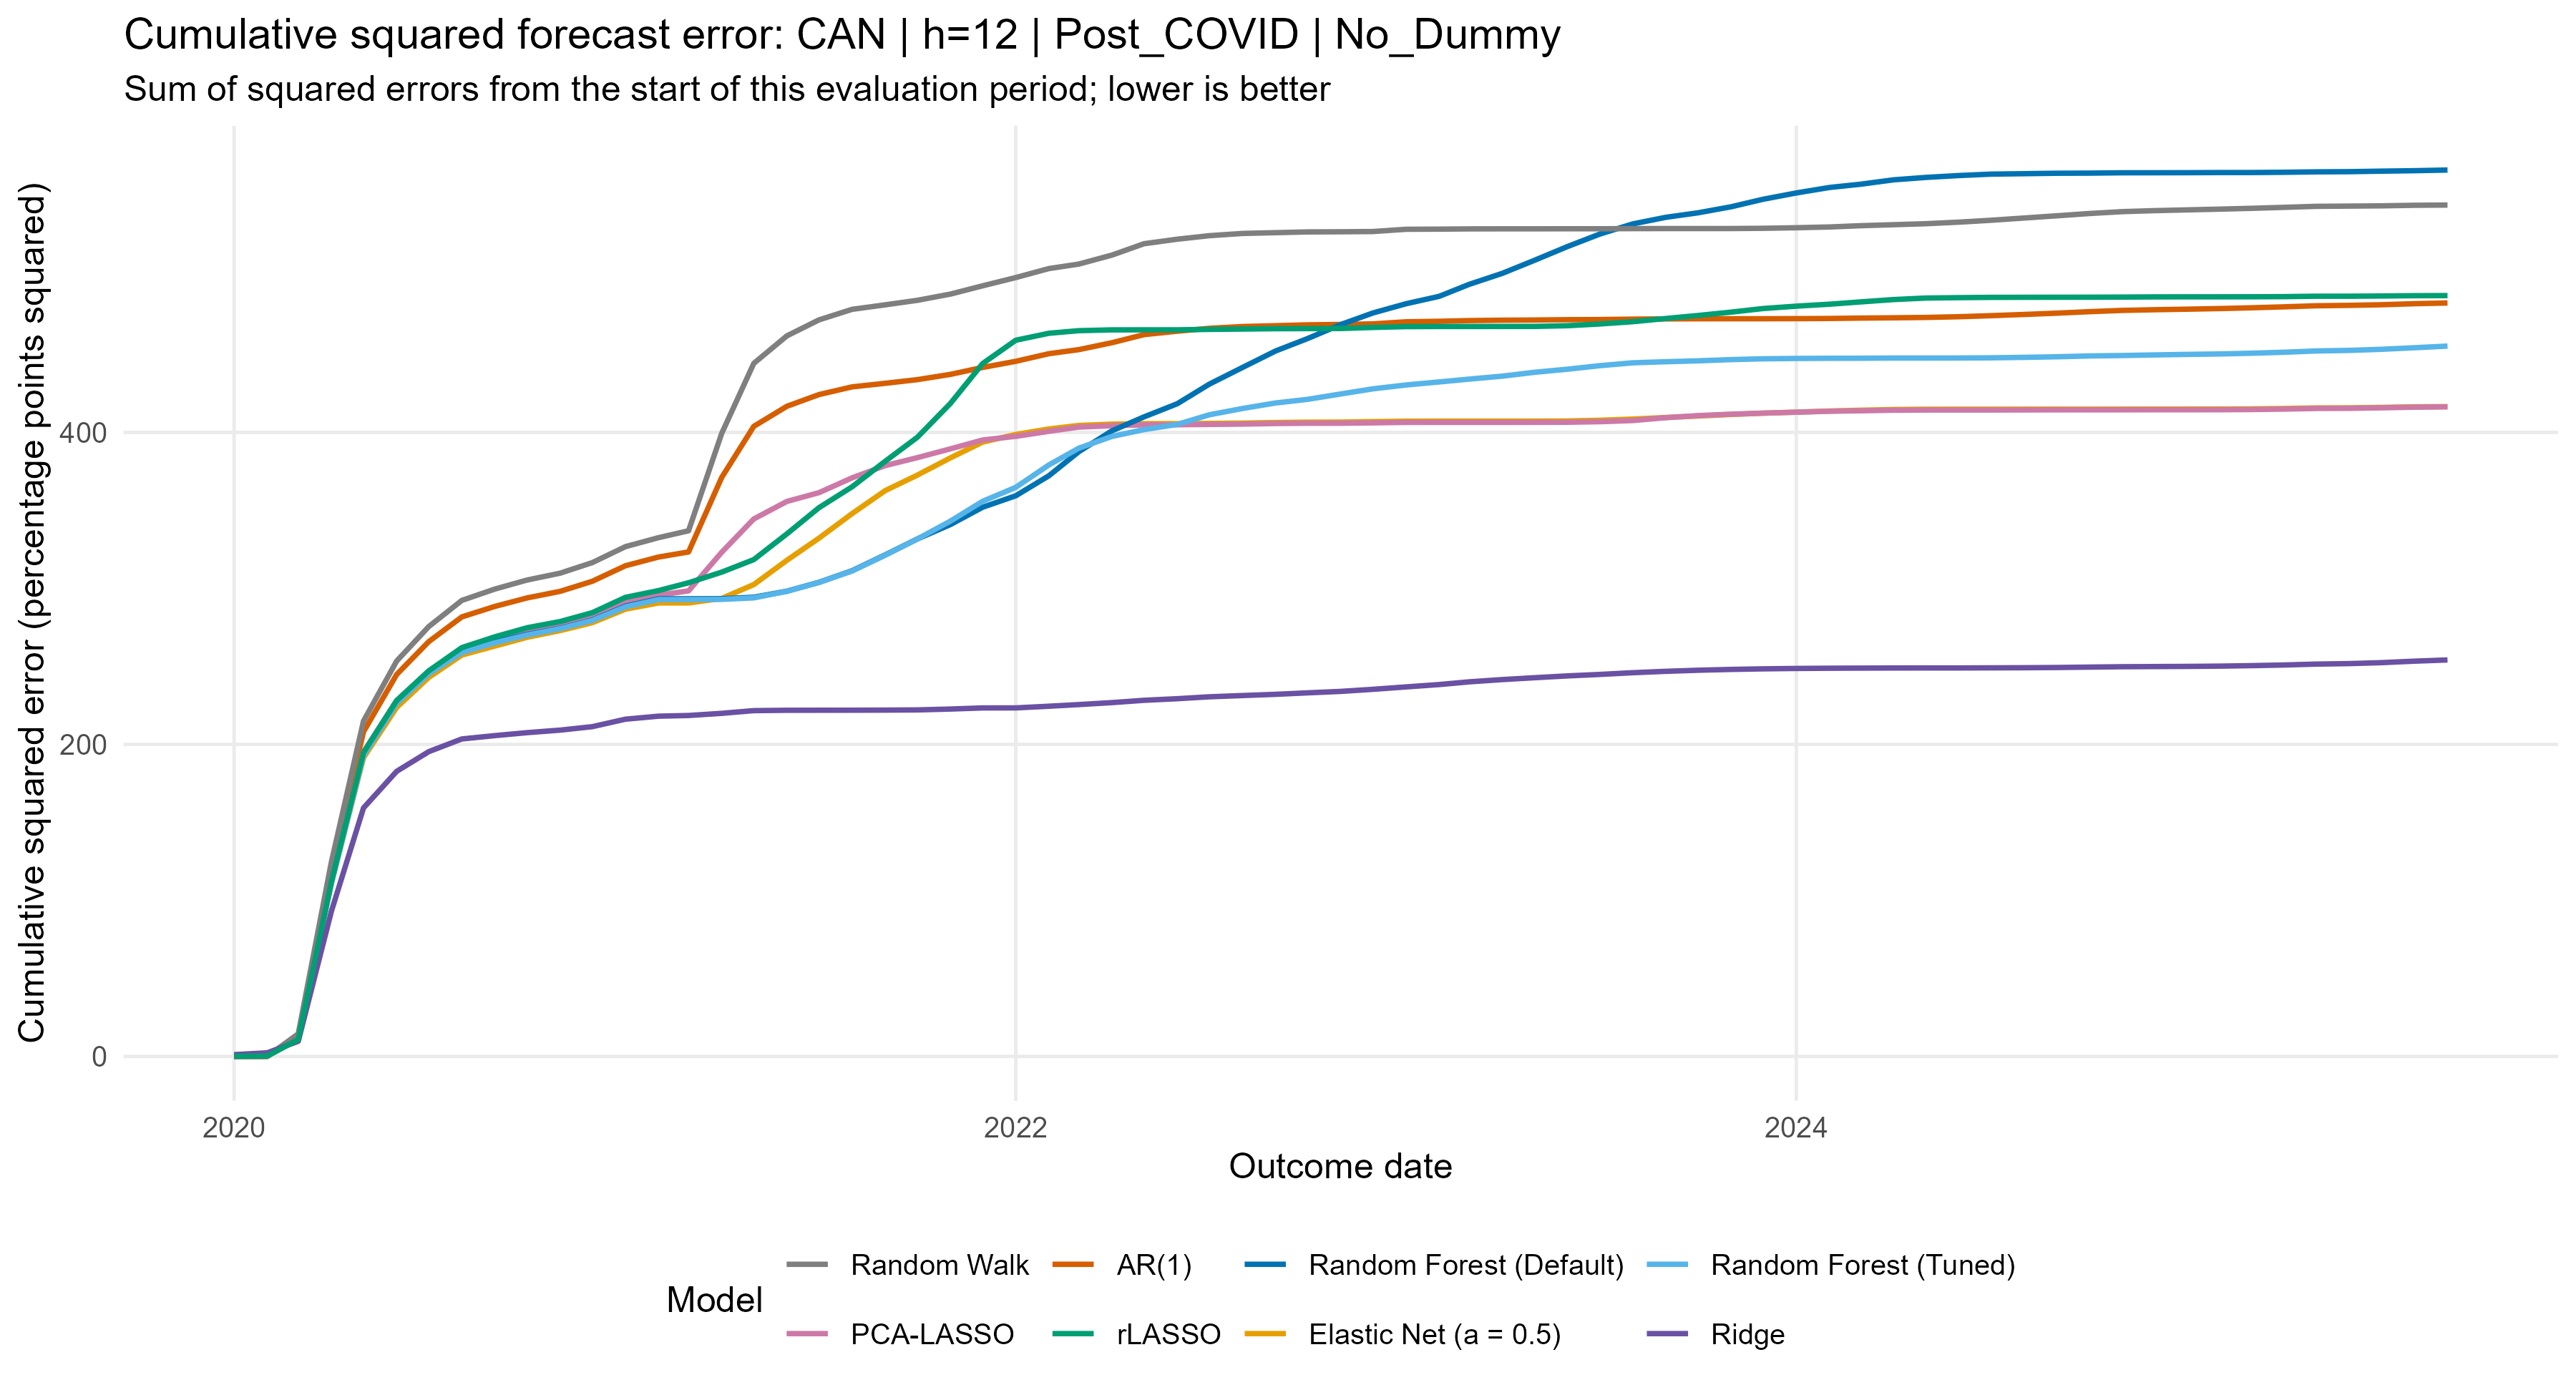 Cumulative squared forecast error: CAN | h=12 | Post_COVID | No_Dummy
Sum of squared errors from the start of this evaluation period; lower is better
Cumulative squared error (percentage points squared)
400
200
0
2020
2022
2024
Outcome date
Model
Random Walk
AR(1)
Random Forest (Default)
Random Forest (Tuned)
PCA-LASSO
rLASSO
Elastic Net (a = 0.5)
Ridge